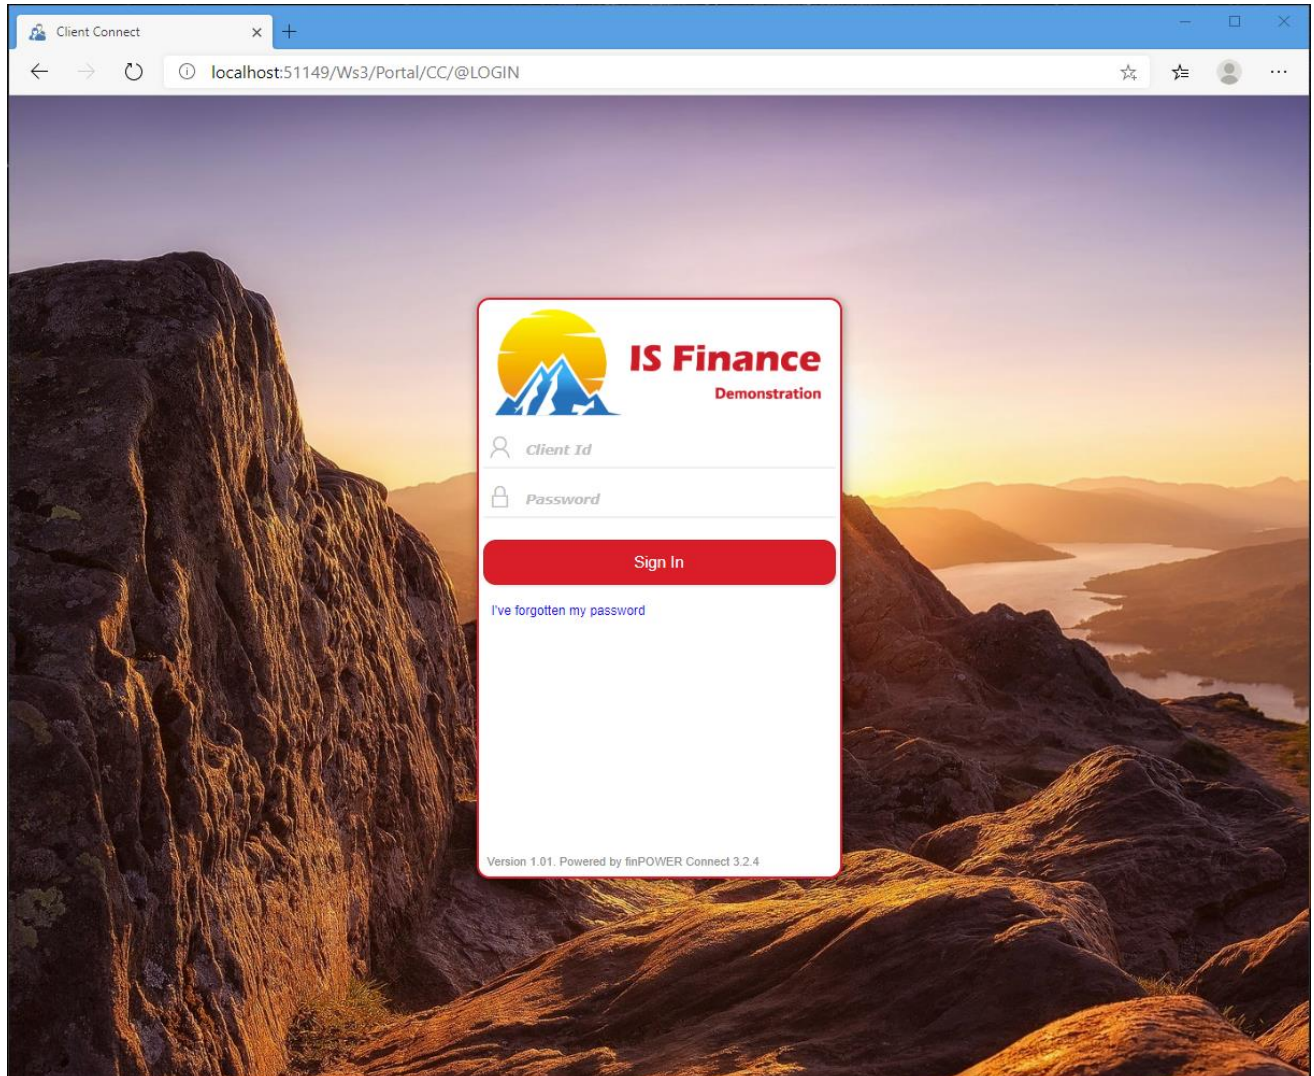 Client Connect
localhost:51149/Ws3/Portal/CC/@LOGIN
IS Finance
Demonstration
Client Id
Password
Sign In
I've forgotten my password
Version 1.01. Powered by finPOWER Connect 3.2.4